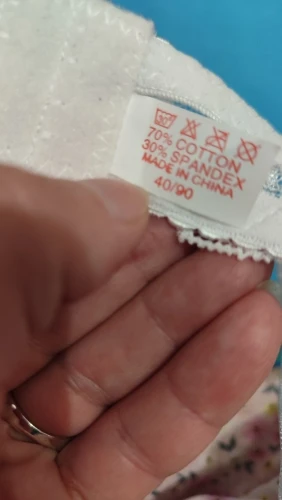 70% COTTON
30% SPANDEX
MADE IN CHINA
40/90